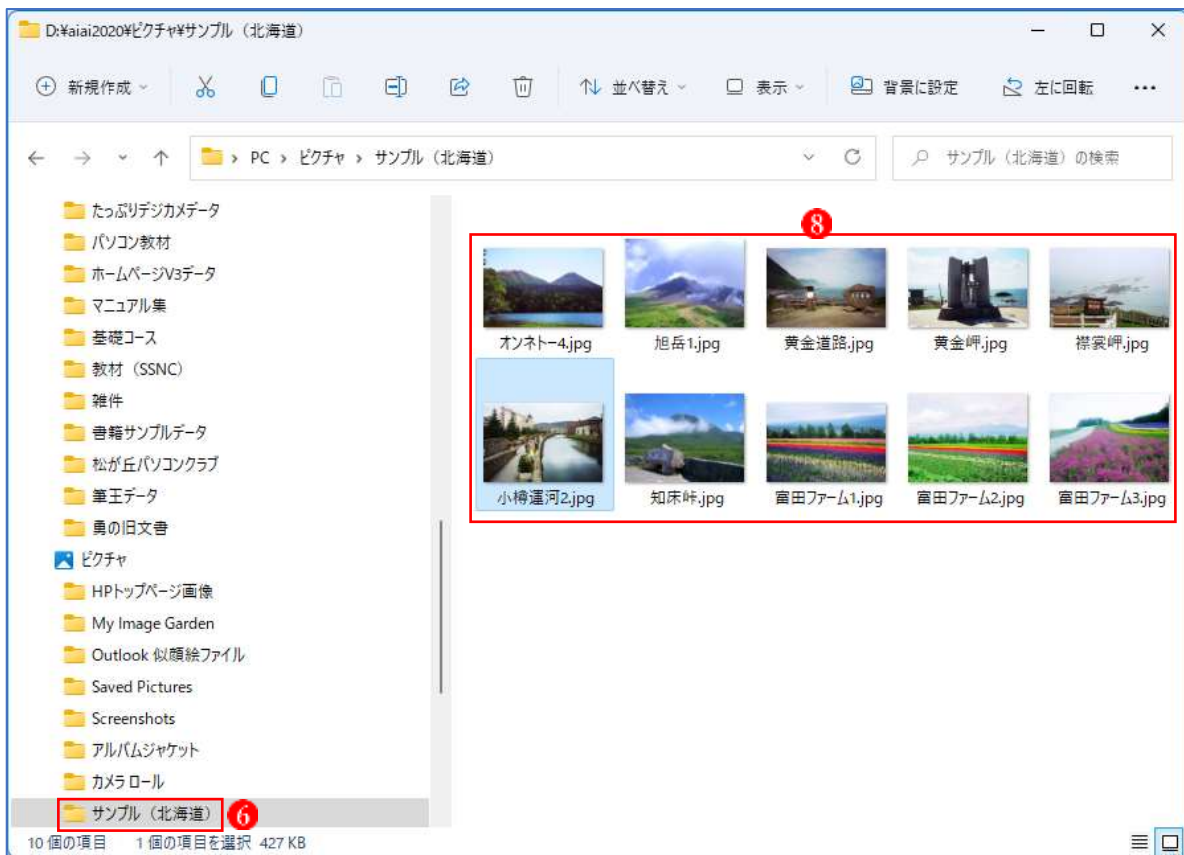 D:¥aiai2020¥ピクチャ¥サンプル（北海道）
新規作成
並べ替え
表示
背景に設定
左に回転
PC › ピクチャ › サンプル（北海道）
サンプル（北海道）の検索
たっぷりデジカメデータ
パソコン教材
ホームページV3データ
マニュアル集
基礎コース
教材（SSNC）
雑件
書籍サンプルデータ
松が丘パソコンクラブ
筆王データ
勇の旧文書
ピクチャ
HPトップページ画像
My Image Garden
Outlook 似顔絵ファイル
Saved Pictures
Screenshots
アルバムジャケット
カメラ ロール
サンプル（北海道）
6
8
オンネトー4.jpg
旭岳1.jpg
黄金道路.jpg
黄金岬.jpg
襟裳岬.jpg
小樽運河2.jpg
知床峠.jpg
富田ファーム1.jpg
富田ファーム2.jpg
富田ファーム3.jpg
10 個の項目
1 個の項目を選択 427 KB